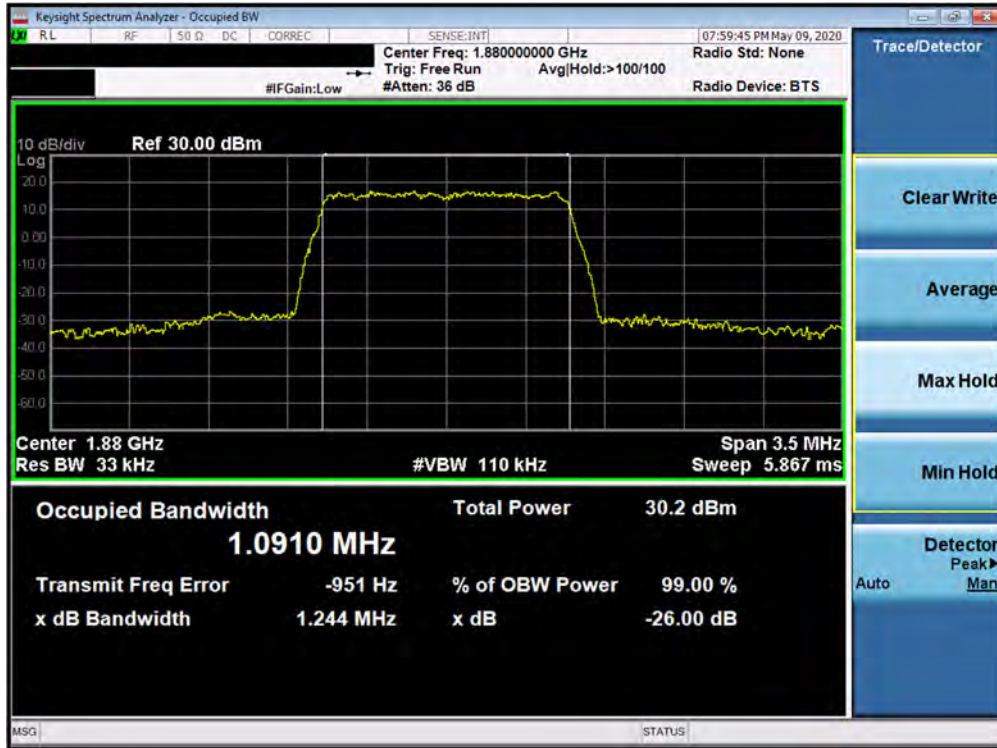 Keysight Spectrum Analyzer - Occupied BW
LXI RL RF 50 Ω DC CORREC SENSE:INT 07:59:45 PM May 09, 2020
Center Freq: 1.880000000 GHz Radio Std: None
Trig: Free Run Avg|Hold:>100/100
#IFGain:Low #Atten: 36 dB Radio Device: BTS
10 dB/div Ref 30.00 dBm
Log
20.0
10.0
0.00
-10.0
-20.0
-30.0
-40.0
-50.0
-60.0
Center 1.88 GHz Span 3.5 MHz
Res BW 33 kHz #VBW 110 kHz Sweep 5.867 ms
Occupied Bandwidth Total Power 30.2 dBm
1.0910 MHz
Transmit Freq Error -951 Hz % of OBW Power 99.00 %
x dB Bandwidth 1.244 MHz x dB -26.00 dB
MSG STATUS
Trace/Detector
Clear Write
Average
Max Hold
Min Hold
Detector
Peak▶
Auto Man